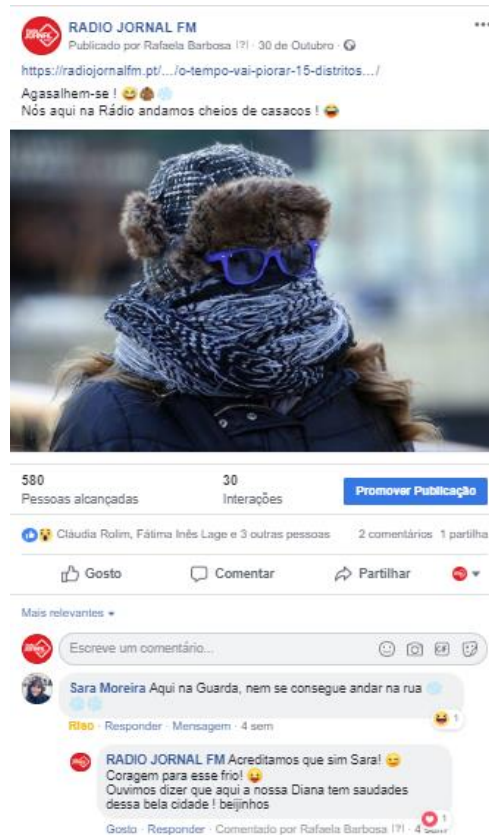 RADIO JORNAL FM
Publicado por Rafaela Barbosa [?] · 30 de Outubro ·
https://radiojornalfm.pt/.../o-tempo-vai-piorar-15-distritos.../
Agasalhem-se !
Nós aqui na Rádio andamos cheios de casacos !
580
Pessoas alcançadas
30
Interações
Promover Publicação
Cláudia Rolim, Fátima Inês Lage e 3 outras pessoas
2 comentários 1 partilha
Gosto
Comentar
Partilhar
Mais relevantes
Escreve um comentário...
GIF
Sara Moreira Aqui na Guarda, nem se consegue andar na rua
1
Riso · Responder · Mensagem · 4 sem
RADIO JORNAL FM Acreditamos que sim Sara!
Coragem para esse frio!
Ouvimos dizer que aqui a nossa Diana tem saudades
dessa bela cidade ! beijinhos
1
Gosto · Responder · Comentado por Rafaela Barbosa [?] · 4